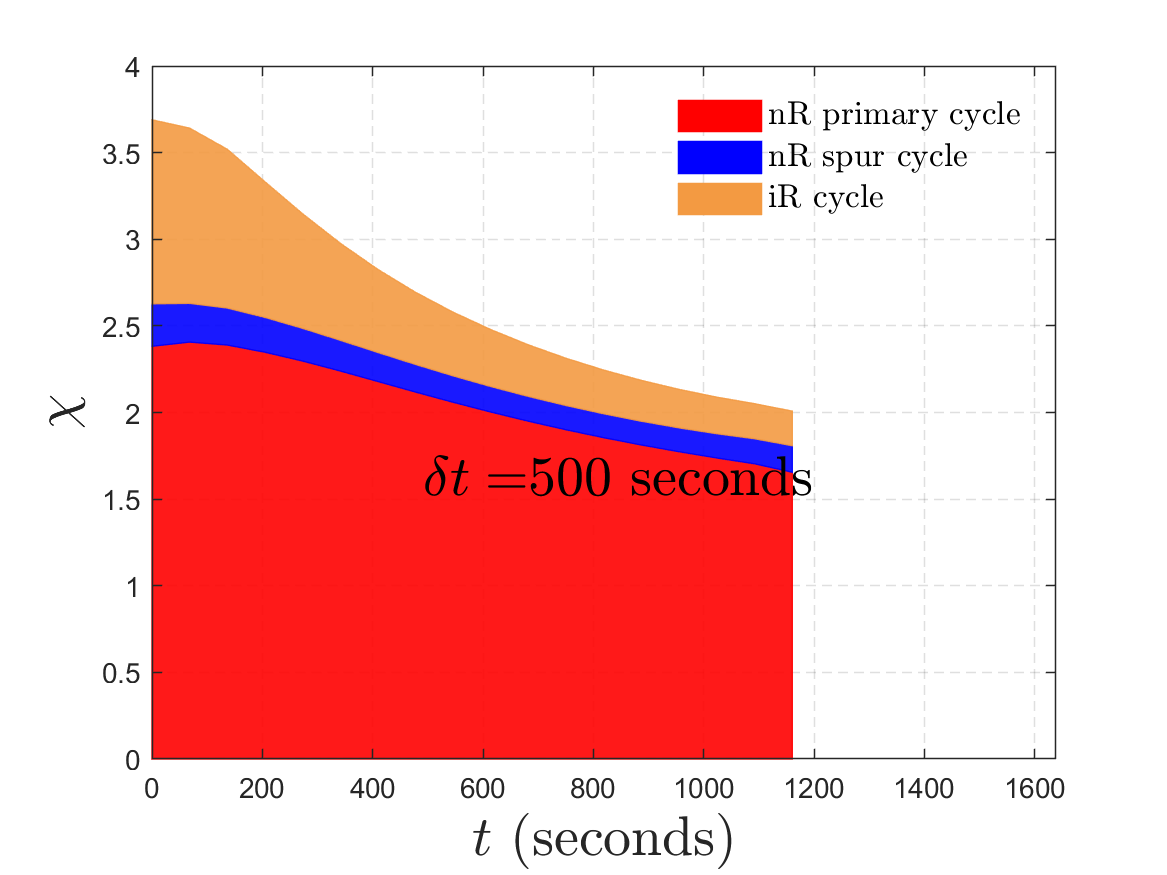 4
3.5
3
2.5
2
1.5
1
0.5
0
χ
nR primary cycle
nR spur cycle
iR cycle
δt =500 seconds
0 200 400 600 800 1000 1200 1400 1600
t (seconds)